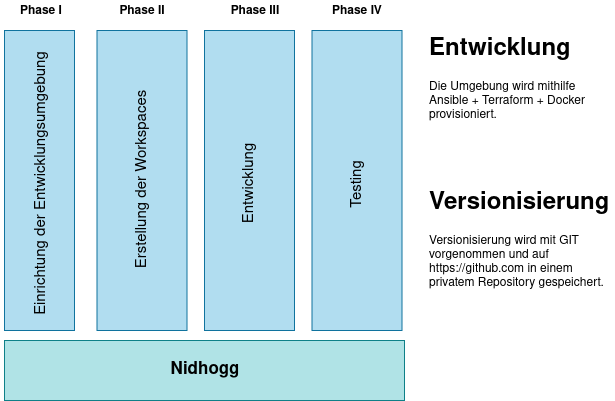 Phase I
Phase II
Phase III
Phase IV
Einrichtung der Entwicklungsumgebung
Erstellung der Workspaces
Entwicklung
Testing
Nidhogg
Entwicklung
Die Umgebung wird mithilfe
Ansible + Terraform + Docker
provisioniert.
Versionisierung
Versionisierung wird mit GIT
vorgenommen und auf
https://github.com in einem
privatem Repository gespeichert.